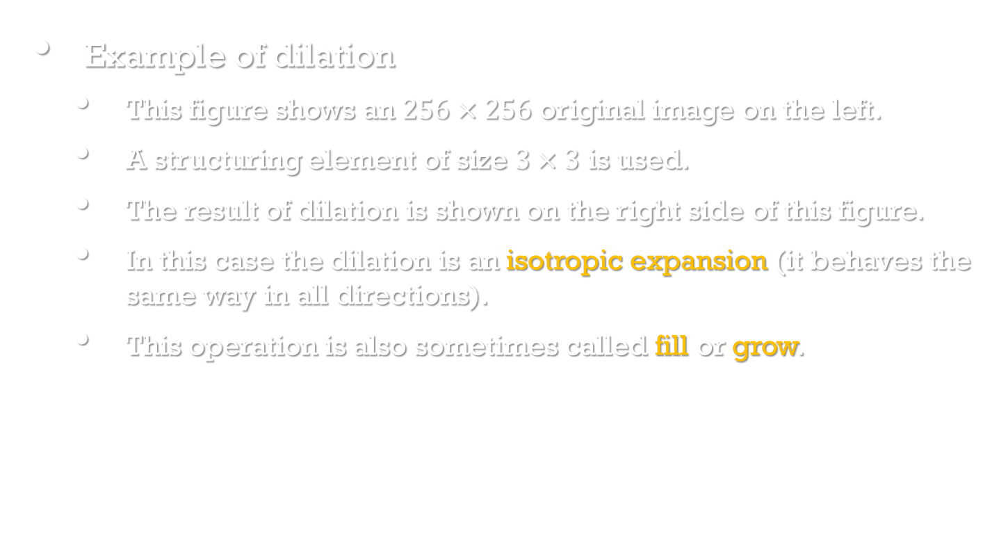 • Example of dilation
• This figure shows an 256 × 256 original image on the left.
• A structuring element of size 3 × 3 is used.
• The result of dilation is shown on the right side of this figure.
• In this case the dilation is an isotropic expansion (it behaves the
same way in all directions).
• This operation is also sometimes called fill or grow.